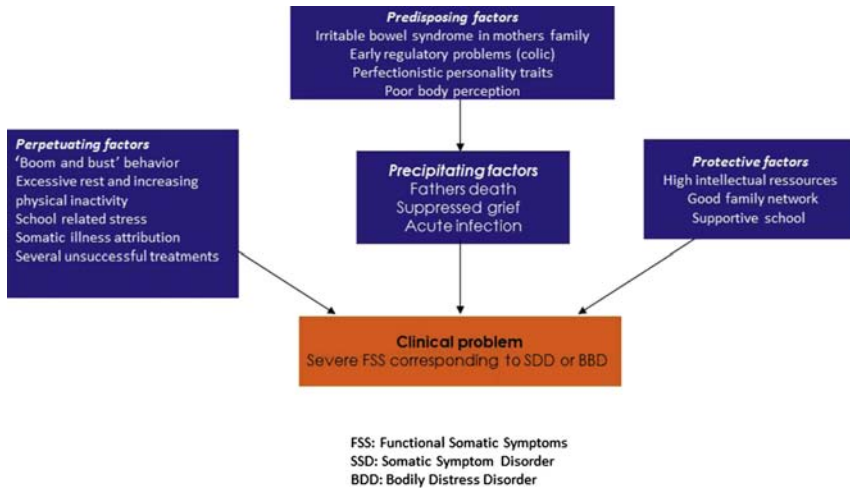 Predisposing factors
Irritable bowel syndrome in mothers family
Early regulatory problems (colic)
Perfectionistic personality traits
Poor body perception
Perpetuating factors
'Boom and bust' behavior
Excessive rest and increasing
physical inactivity
School related stress
Somatic illness attribution
Several unsuccessful treatments
Precipitating factors
Fathers death
Suppressed grief
Acute infection
Protective factors
High intellectual ressources
Good family network
Supportive school
Clinical problem
Severe FSS corresponding to SDD or BBD
FSS: Functional Somatic Symptoms
SSD: Somatic Symptom Disorder
BDD: Bodily Distress Disorder